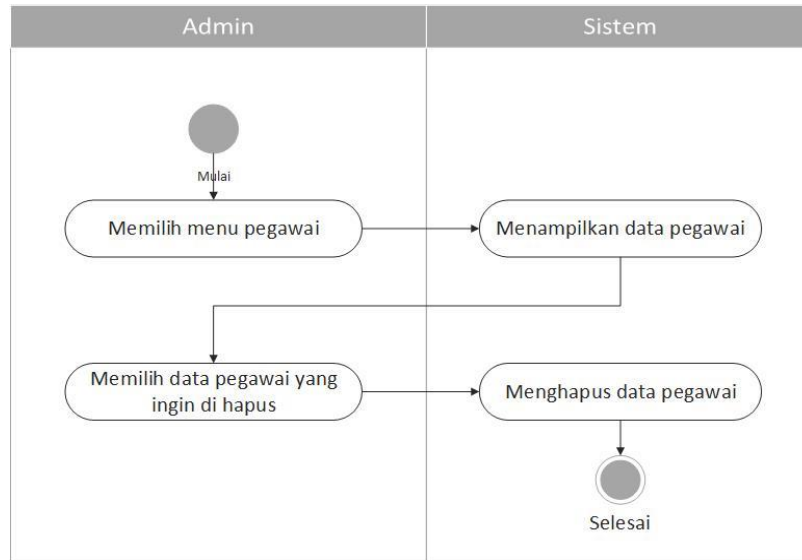 Admin
Sistem
Mulai
Memilih menu pegawai
Menampilkan data pegawai
Memilih data pegawai yang
ingin di hapus
Menghapus data pegawai
Selesai